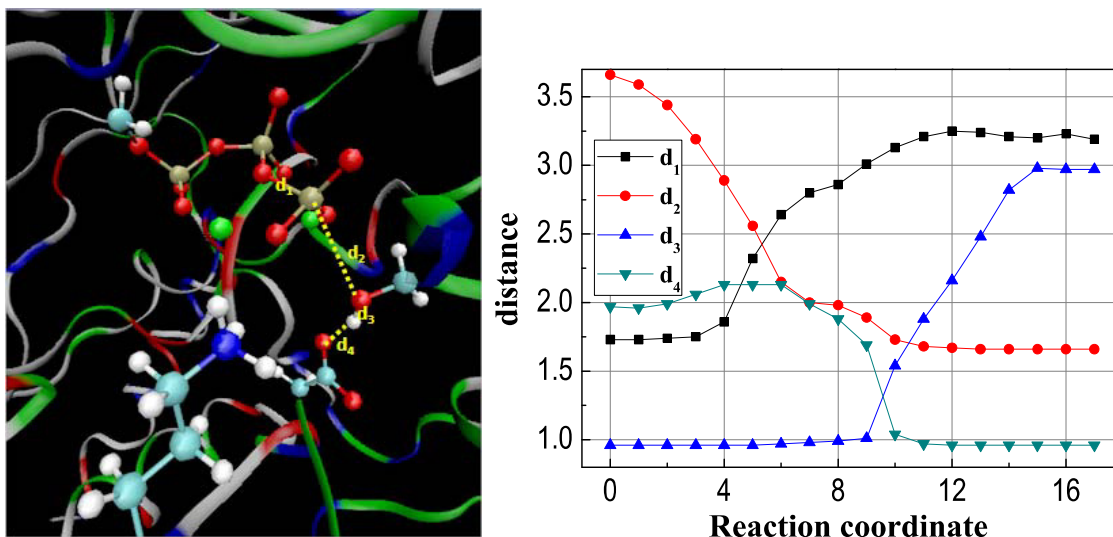 d1
d2
d3
d4
distance
3.5
3.0
2.5
2.0
1.5
1.0
d1
d2
d3
d4
0
4
8
12
16
Reaction coordinate